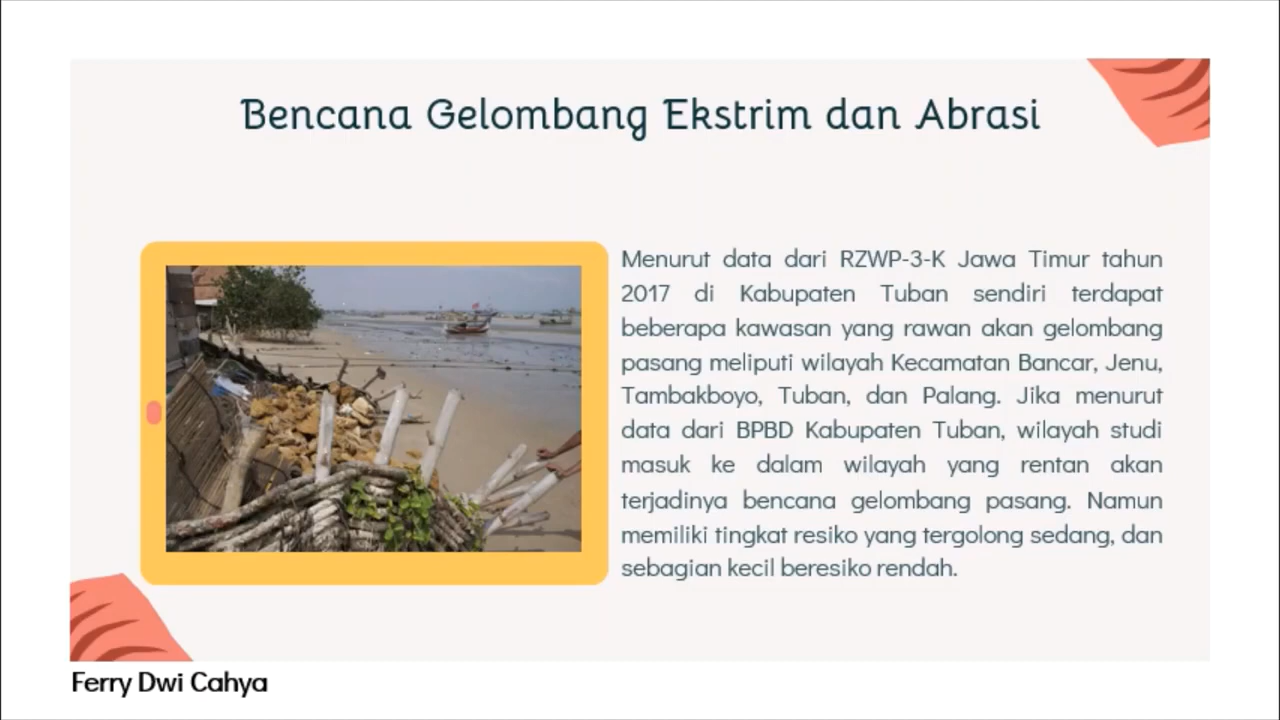 Bencana Gelombang Ekstrim dan Abrasi
Menurut data dari RZWP-3-K Jawa Timur tahun
2017 di Kabupaten Tuban sendiri terdapat
beberapa kawasan yang rawan akan gelombang
pasang meliputi wilayah Kecamatan Bancar, Jenu,
Tambakboyo, Tuban, dan Palang. Jika menurut
data dari BPBD Kabupaten Tuban, wilayah studi
masuk ke dalam wilayah yang rentan akan
terjadinya bencana gelombang pasang. Namun
memiliki tingkat resiko yang tergolong sedang, dan
sebagian kecil beresiko rendah.
Ferry Dwi Cahya